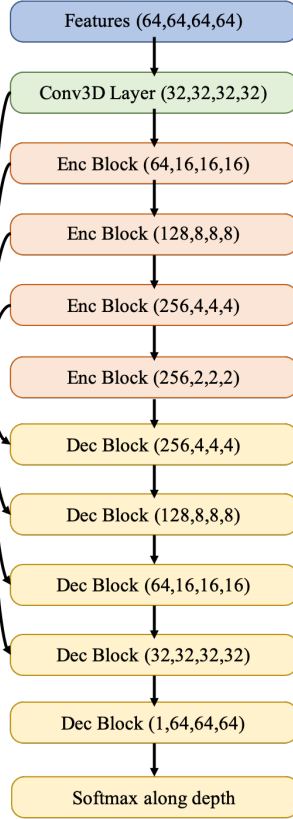 Features (64,64,64,64)
Conv3D Layer (32,32,32,32)
Enc Block (64,16,16,16)
Enc Block (128,8,8,8)
Enc Block (256,4,4,4)
Enc Block (256,2,2,2)
Dec Block (256,4,4,4)
Dec Block (128,8,8,8)
Dec Block (64,16,16,16)
Dec Block (32,32,32,32)
Dec Block (1,64,64,64)
Softmax along depth